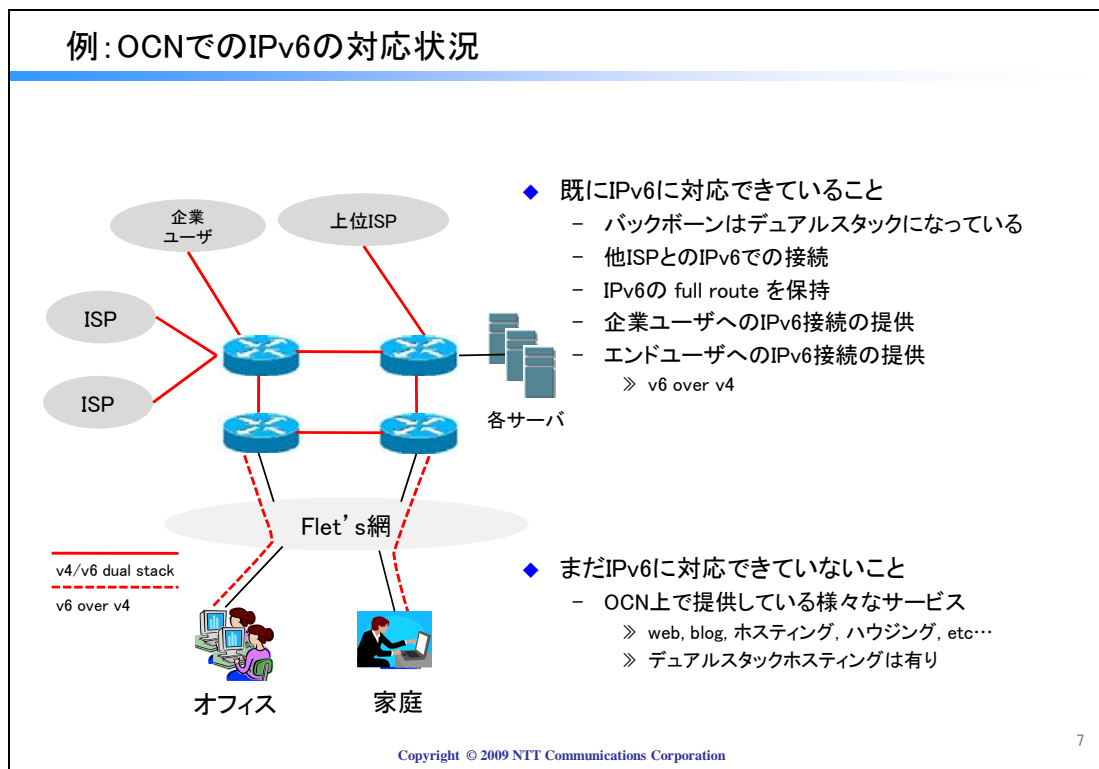 例：OCNでのIPv6の対応状況
企業
ユーザ
上位ISP
ISP
ISP
各サーバ
Flet’s網
v4/v6 dual stack
v6 over v4
オフィス
家庭
◆ 既にIPv6に対応できていること
− バックボーンはデュアルスタックになっている
− 他ISPとのIPv6での接続
− IPv6の full route を保持
− 企業ユーザへのIPv6接続の提供
− エンドユーザへのIPv6接続の提供
≫ v6 over v4
◆ まだIPv6に対応できていないこと
− OCN上で提供している様々なサービス
≫ web, blog, ホスティング, ハウジング, etc…
≫ デュアルスタックホスティングは有り
Copyright © 2009 NTT Communications Corporation
7